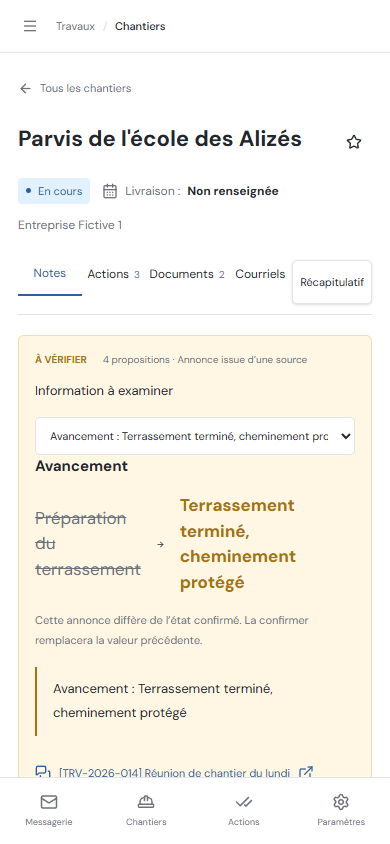 Travaux / Chantiers
Tous les chantiers
Parvis de l'école des Alizés
En cours Livraison : Non renseignée
Entreprise Fictive 1
Notes Actions 3 Documents 2 Courriels Récapitulatif
À VÉRIFIER 4 propositions · Annonce issue d'une source
Information à examiner
Avancement : Terrassement terminé, cheminement prc
Avancement
Préparation
du
terrassement
→
Terrassement
terminé,
cheminement
protégé
Cette annonce diffère de l'état confirmé. La confirmer
remplacera la valeur précédente.
Avancement : Terrassement terminé,
cheminement protégé
[TRV-2026-014] Réunion de chantier du lundi
Messagerie Chantiers Actions Paramètres